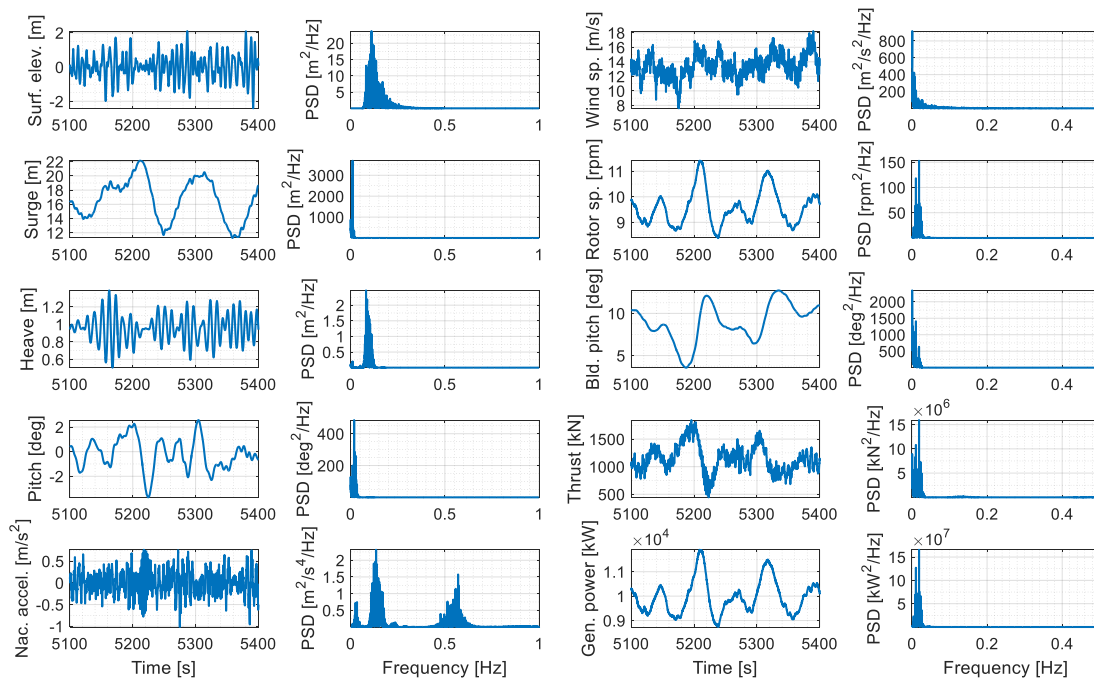 Surf. elev. [m]
2
0
-2
5100 5200 5300 5400
PSD [m²/Hz]
20
15
10
5
0 0.5 1
Wind sp. [m/s]
18
16
14
12
10
8
5100 5200 5300 5400
PSD [m²/s²/Hz]
800
600
400
200
0 0.2 0.4
Surge [m]
22
20
18
16
14
12
5100 5200 5300 5400
PSD [m²/Hz]
3000
2000
1000
0 0.5 1
Rotor sp. [rpm]
11
10
9
5100 5200 5300 5400
PSD [rpm²/Hz]
150
100
50
0 0.2 0.4
Heave [m]
1.2
1
0.8
0.6
5100 5200 5300 5400
PSD [m²/Hz]
2
1
0 0.5 1
Bld. pitch [deg]
10
5
5100 5200 5300 5400
PSD [deg²/Hz]
2000
1500
1000
500
0 0.2 0.4
Pitch [deg]
2
0
-2
5100 5200 5300 5400
PSD [deg²/Hz]
400
200
0 0.5 1
Thrust [kN]
1500
1000
500
5100 5200 5300 5400
PSD [kN²/Hz]
×10⁶
15
10
5
0 0.2 0.4
Nac. accel. [m/s²]
0.5
0
-0.5
-1
5100 5200 5300 5400
Time [s]
PSD [m²/s⁴/Hz]
2
1
0 0.5 1
Frequency [Hz]
Gen. power [kW]
×10⁴
1.1
1
0.9
5100 5200 5300 5400
Time [s]
PSD [kW²/Hz]
×10⁷
15
10
5
0 0.2 0.4
Frequency [Hz]